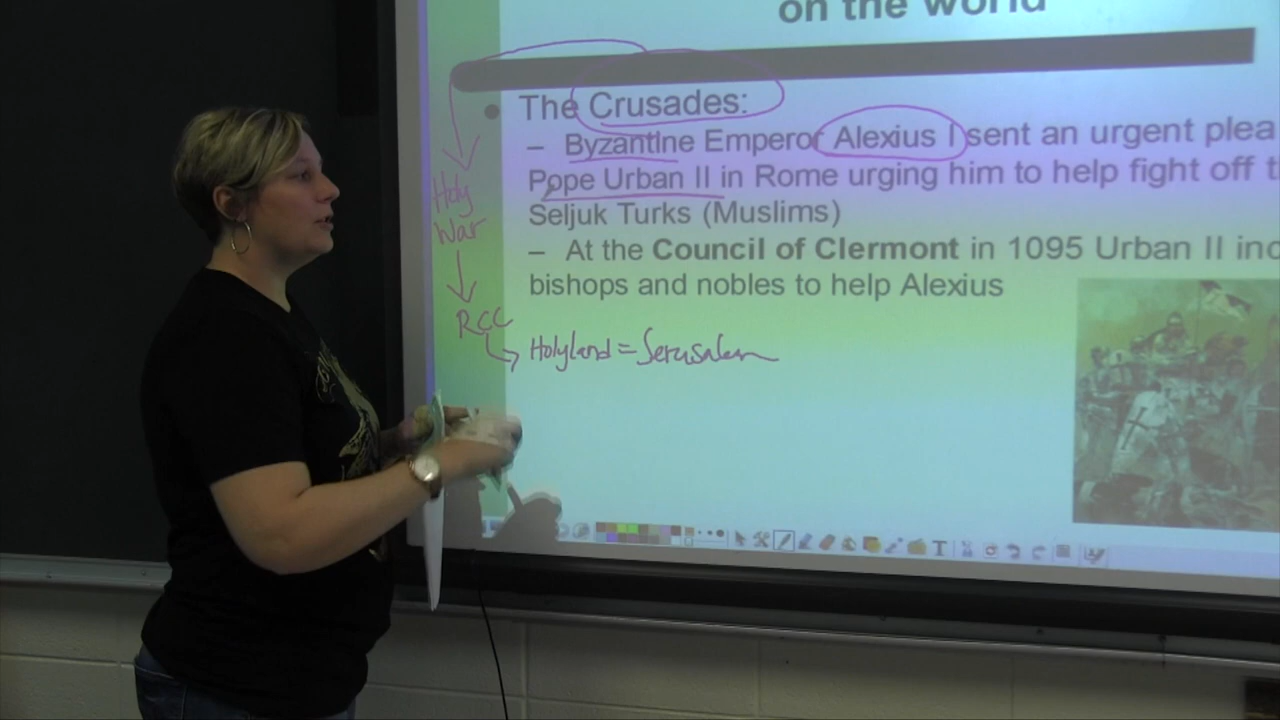 on the world
The Crusades:
– Byzantine Emperor Alexius I sent an urgent plea
Pope Urban II in Rome urging him to help fight off t
Seljuk Turks (Muslims)
– At the Council of Clermont in 1095 Urban II inc
bishops and nobles to help Alexius
Holy
War
RCC
Holyland = Jerusalem
T